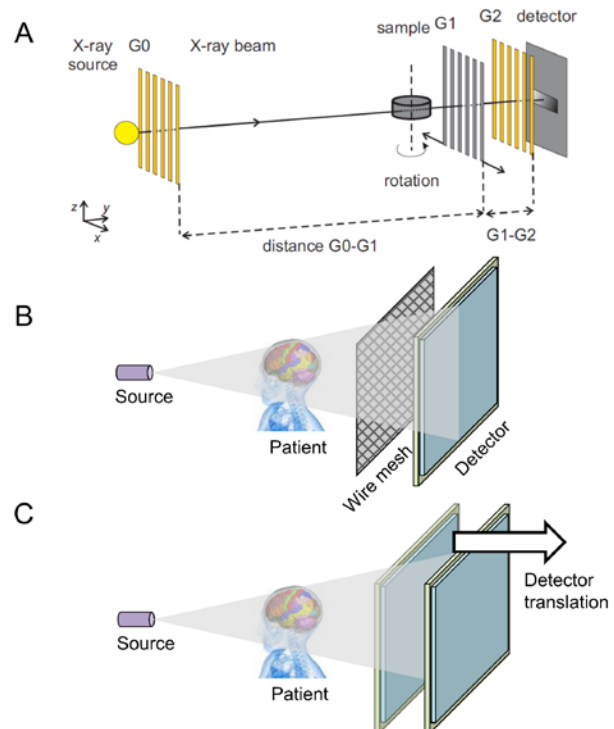 A
X-ray source
G0
X-ray beam
sample
G1
G2
detector
rotation
z
y
x
distance G0-G1
G1-G2
B
Source
Patient
Wire mesh
Detector
C
Source
Patient
Detector translation